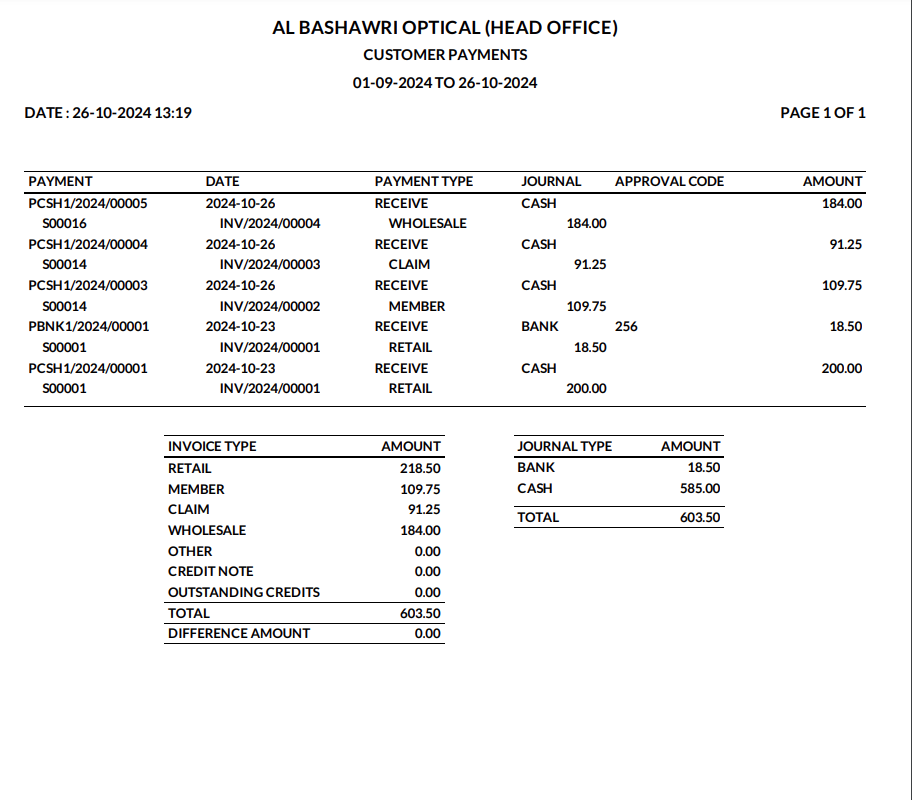 AL BASHAWRI OPTICAL (HEAD OFFICE)
CUSTOMER PAYMENTS
01-09-2024 TO 26-10-2024
DATE : 26-10-2024 13:19 PAGE 1 OF 1
PAYMENT DATE PAYMENT TYPE JOURNAL APPROVAL CODE AMOUNT
PCSH1/2024/00005 2024-10-26 RECEIVE CASH 184.00
S00016 INV/2024/00004 WHOLESALE 184.00
PCSH1/2024/00004 2024-10-26 RECEIVE CASH 91.25
S00014 INV/2024/00003 CLAIM 91.25
PCSH1/2024/00003 2024-10-26 RECEIVE CASH 109.75
S00014 INV/2024/00002 MEMBER 109.75
PBNK1/2024/00001 2024-10-23 RECEIVE BANK 256 18.50
S00001 INV/2024/00001 RETAIL 18.50
PCSH1/2024/00001 2024-10-23 RECEIVE CASH 200.00
S00001 INV/2024/00001 RETAIL 200.00
INVOICE TYPE AMOUNT
RETAIL 218.50
MEMBER 109.75
CLAIM 91.25
WHOLESALE 184.00
OTHER 0.00
CREDIT NOTE 0.00
OUTSTANDING CREDITS 0.00
TOTAL 603.50
DIFFERENCE AMOUNT 0.00
JOURNAL TYPE AMOUNT
BANK 18.50
CASH 585.00
TOTAL 603.50